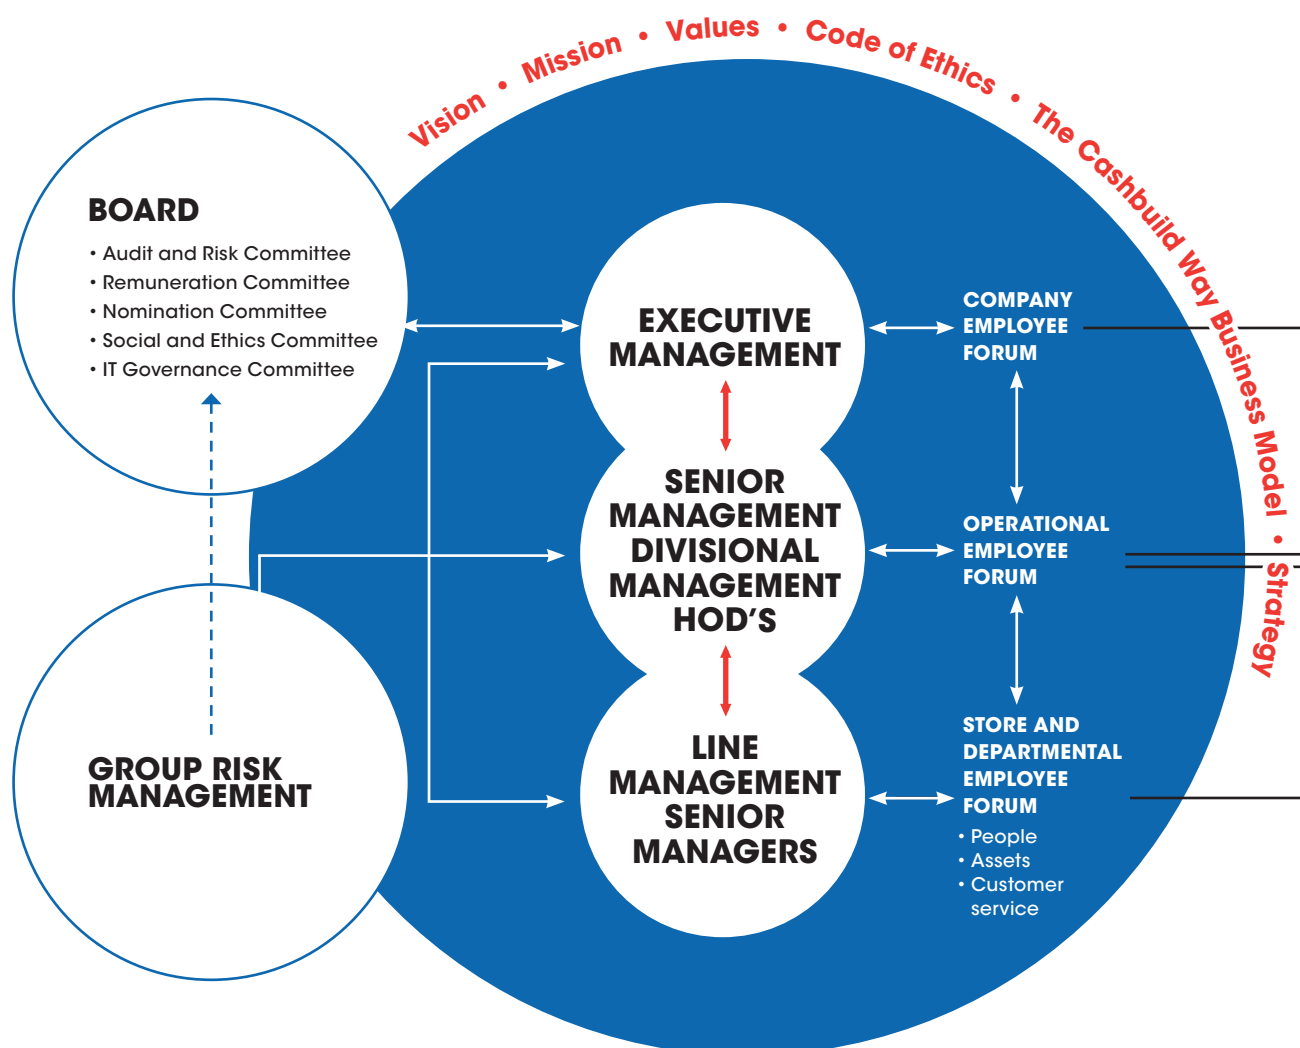 Vision • Mission • Values • Code of Ethics • The Cashbuild Way Business Model • Strategy
BOARD
• Audit and Risk Committee
• Remuneration Committee
• Nomination Committee
• Social and Ethics Committee
• IT Governance Committee
GROUP RISK
MANAGEMENT
EXECUTIVE
MANAGEMENT
SENIOR
MANAGEMENT
DIVISIONAL
MANAGEMENT
HOD'S
LINE
MANAGEMENT
SENIOR
MANAGERS
COMPANY
EMPLOYEE
FORUM
OPERATIONAL
EMPLOYEE
FORUM
STORE AND
DEPARTMENTAL
EMPLOYEE
FORUM
• People
• Assets
• Customer
service